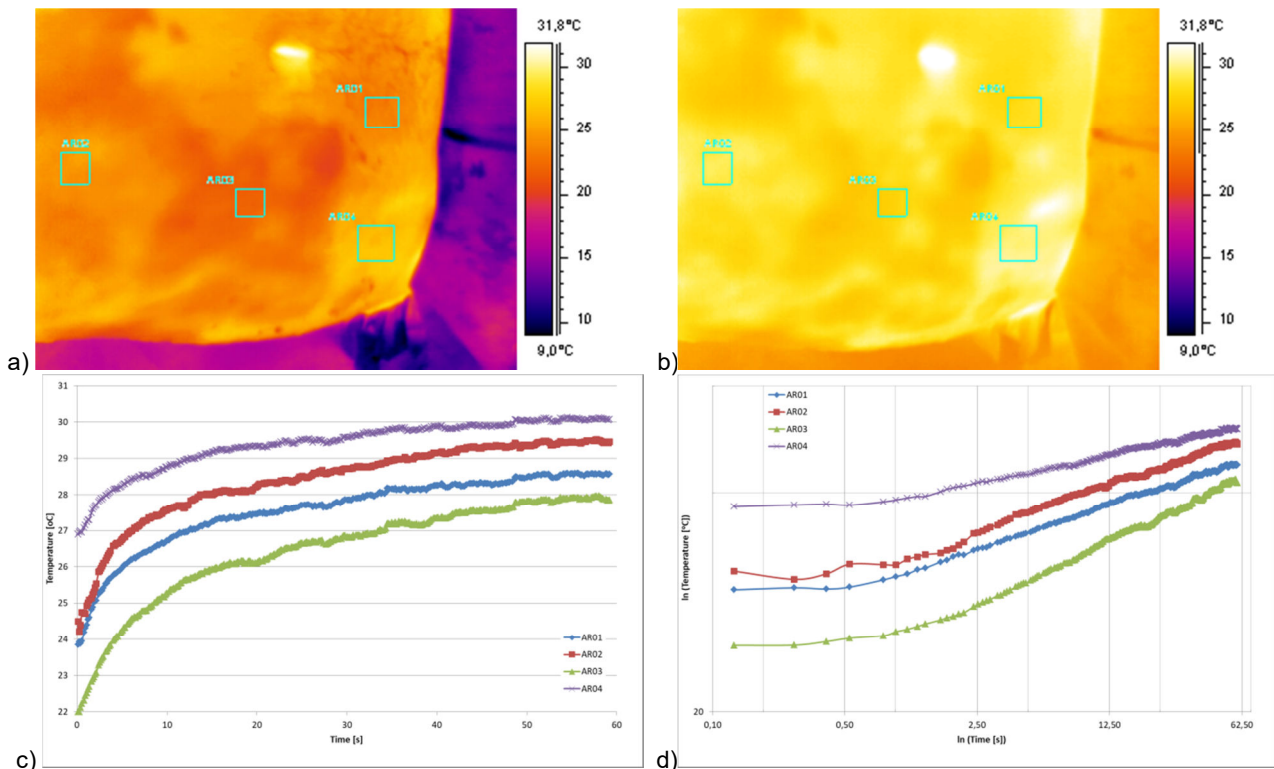 31,8°C
30
25
20
15
10
9,0°C
AR01
AR02
AR03
AR04
a)
31,8°C
30
25
20
15
10
9,0°C
AR01
AR02
AR03
AR04
b)
31
30
29
28
27
26
25
24
23
22
0
10
20
30
40
50
60
Temperature [oC]
Time [s]
AR01
AR02
AR03
AR04
c)
AR01
AR02
AR03
AR04
ln (Temperature [°C])
20
0,10
0,50
2,50
12,50
62,50
ln (Time [s])
d)